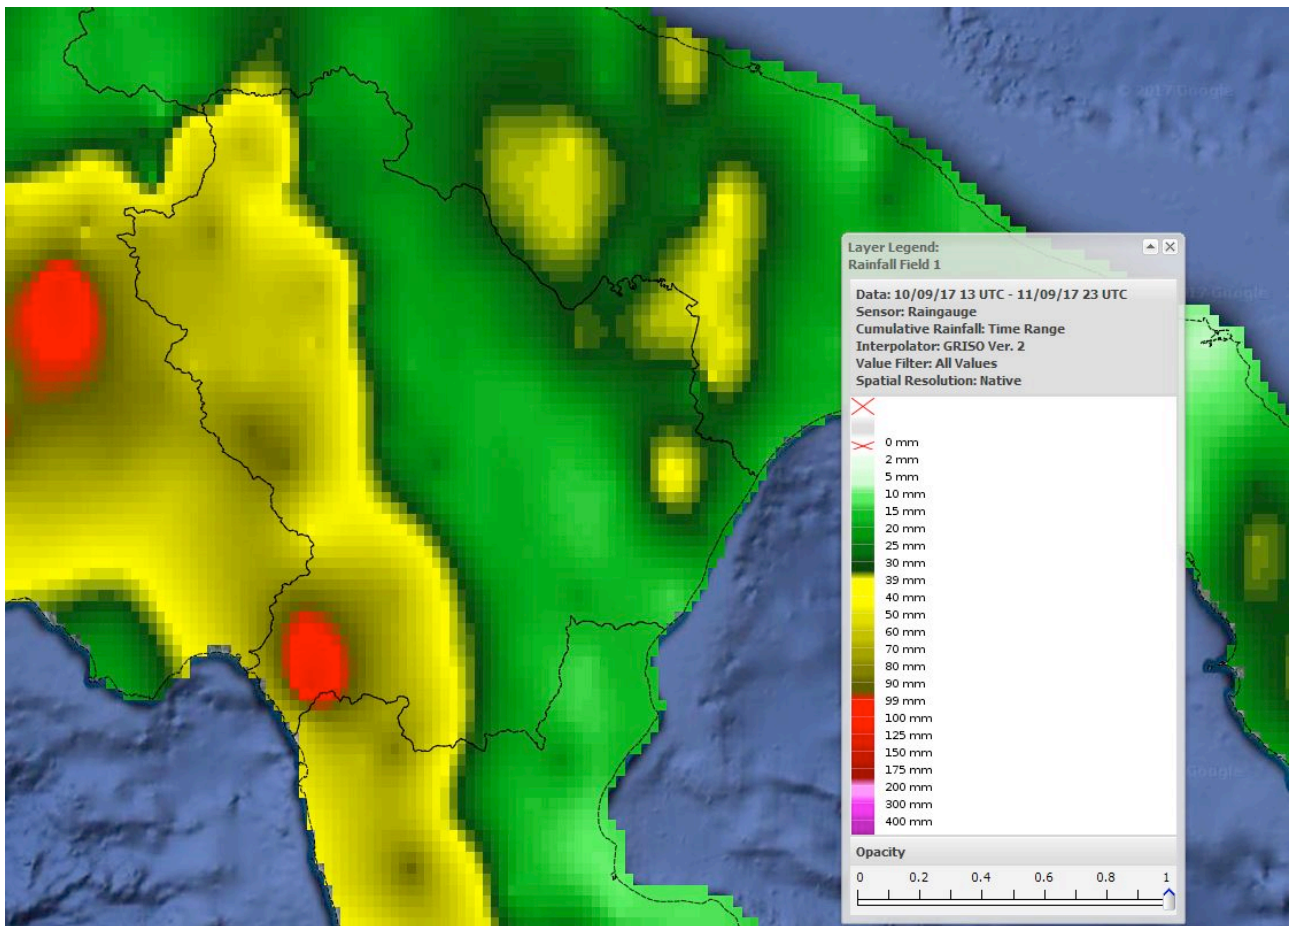 © 2017 Google
Layer Legend:
Rainfall Field 1
Data: 10/09/17 13 UTC - 11/09/17 23 UTC
Sensor: Raingauge
Cumulative Rainfall: Time Range
Interpolator: GRISO Ver. 2
Value Filter: All Values
Spatial Resolution: Native
0 mm
2 mm
5 mm
10 mm
15 mm
20 mm
25 mm
30 mm
39 mm
40 mm
50 mm
60 mm
70 mm
80 mm
90 mm
99 mm
100 mm
125 mm
150 mm
175 mm
200 mm
300 mm
400 mm
Opacity
0 0.2 0.4 0.6 0.8 1
Google